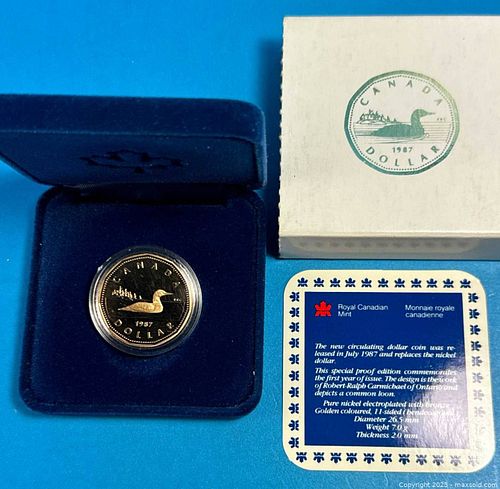 CANADA
1987
DOLLAR
CANADA
1987
DOLLAR
Royal Canadian
Mint
Monnaie royale
canadienne
The new circulating dollar coin was re-
leased in July 1987 and replaces the nickel
dollar.
This special proof edition commemorates
the first year of issue. The design is the work
of Robert-Ralph Carmichael of Ontario and
depicts a common loon.
Pure nickel electroplated with bronze
Golden coloured, 11-sided (hendecagonal)
Diameter 26.5 mm
Weight 7.0 g
Thickness 2.0 mm
Copyright 2025 - maxsold.com